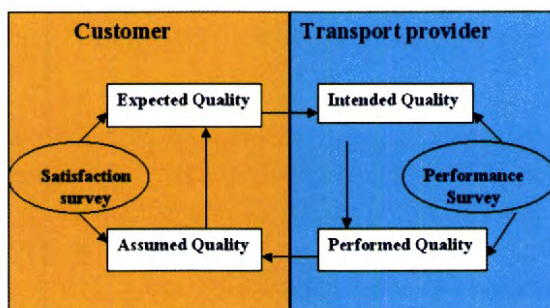 Customer
Transport provider
Expected Quality
Intended Quality
Satisfaction
survey
Performance
Survey
Assumed Quality
Performed Quality